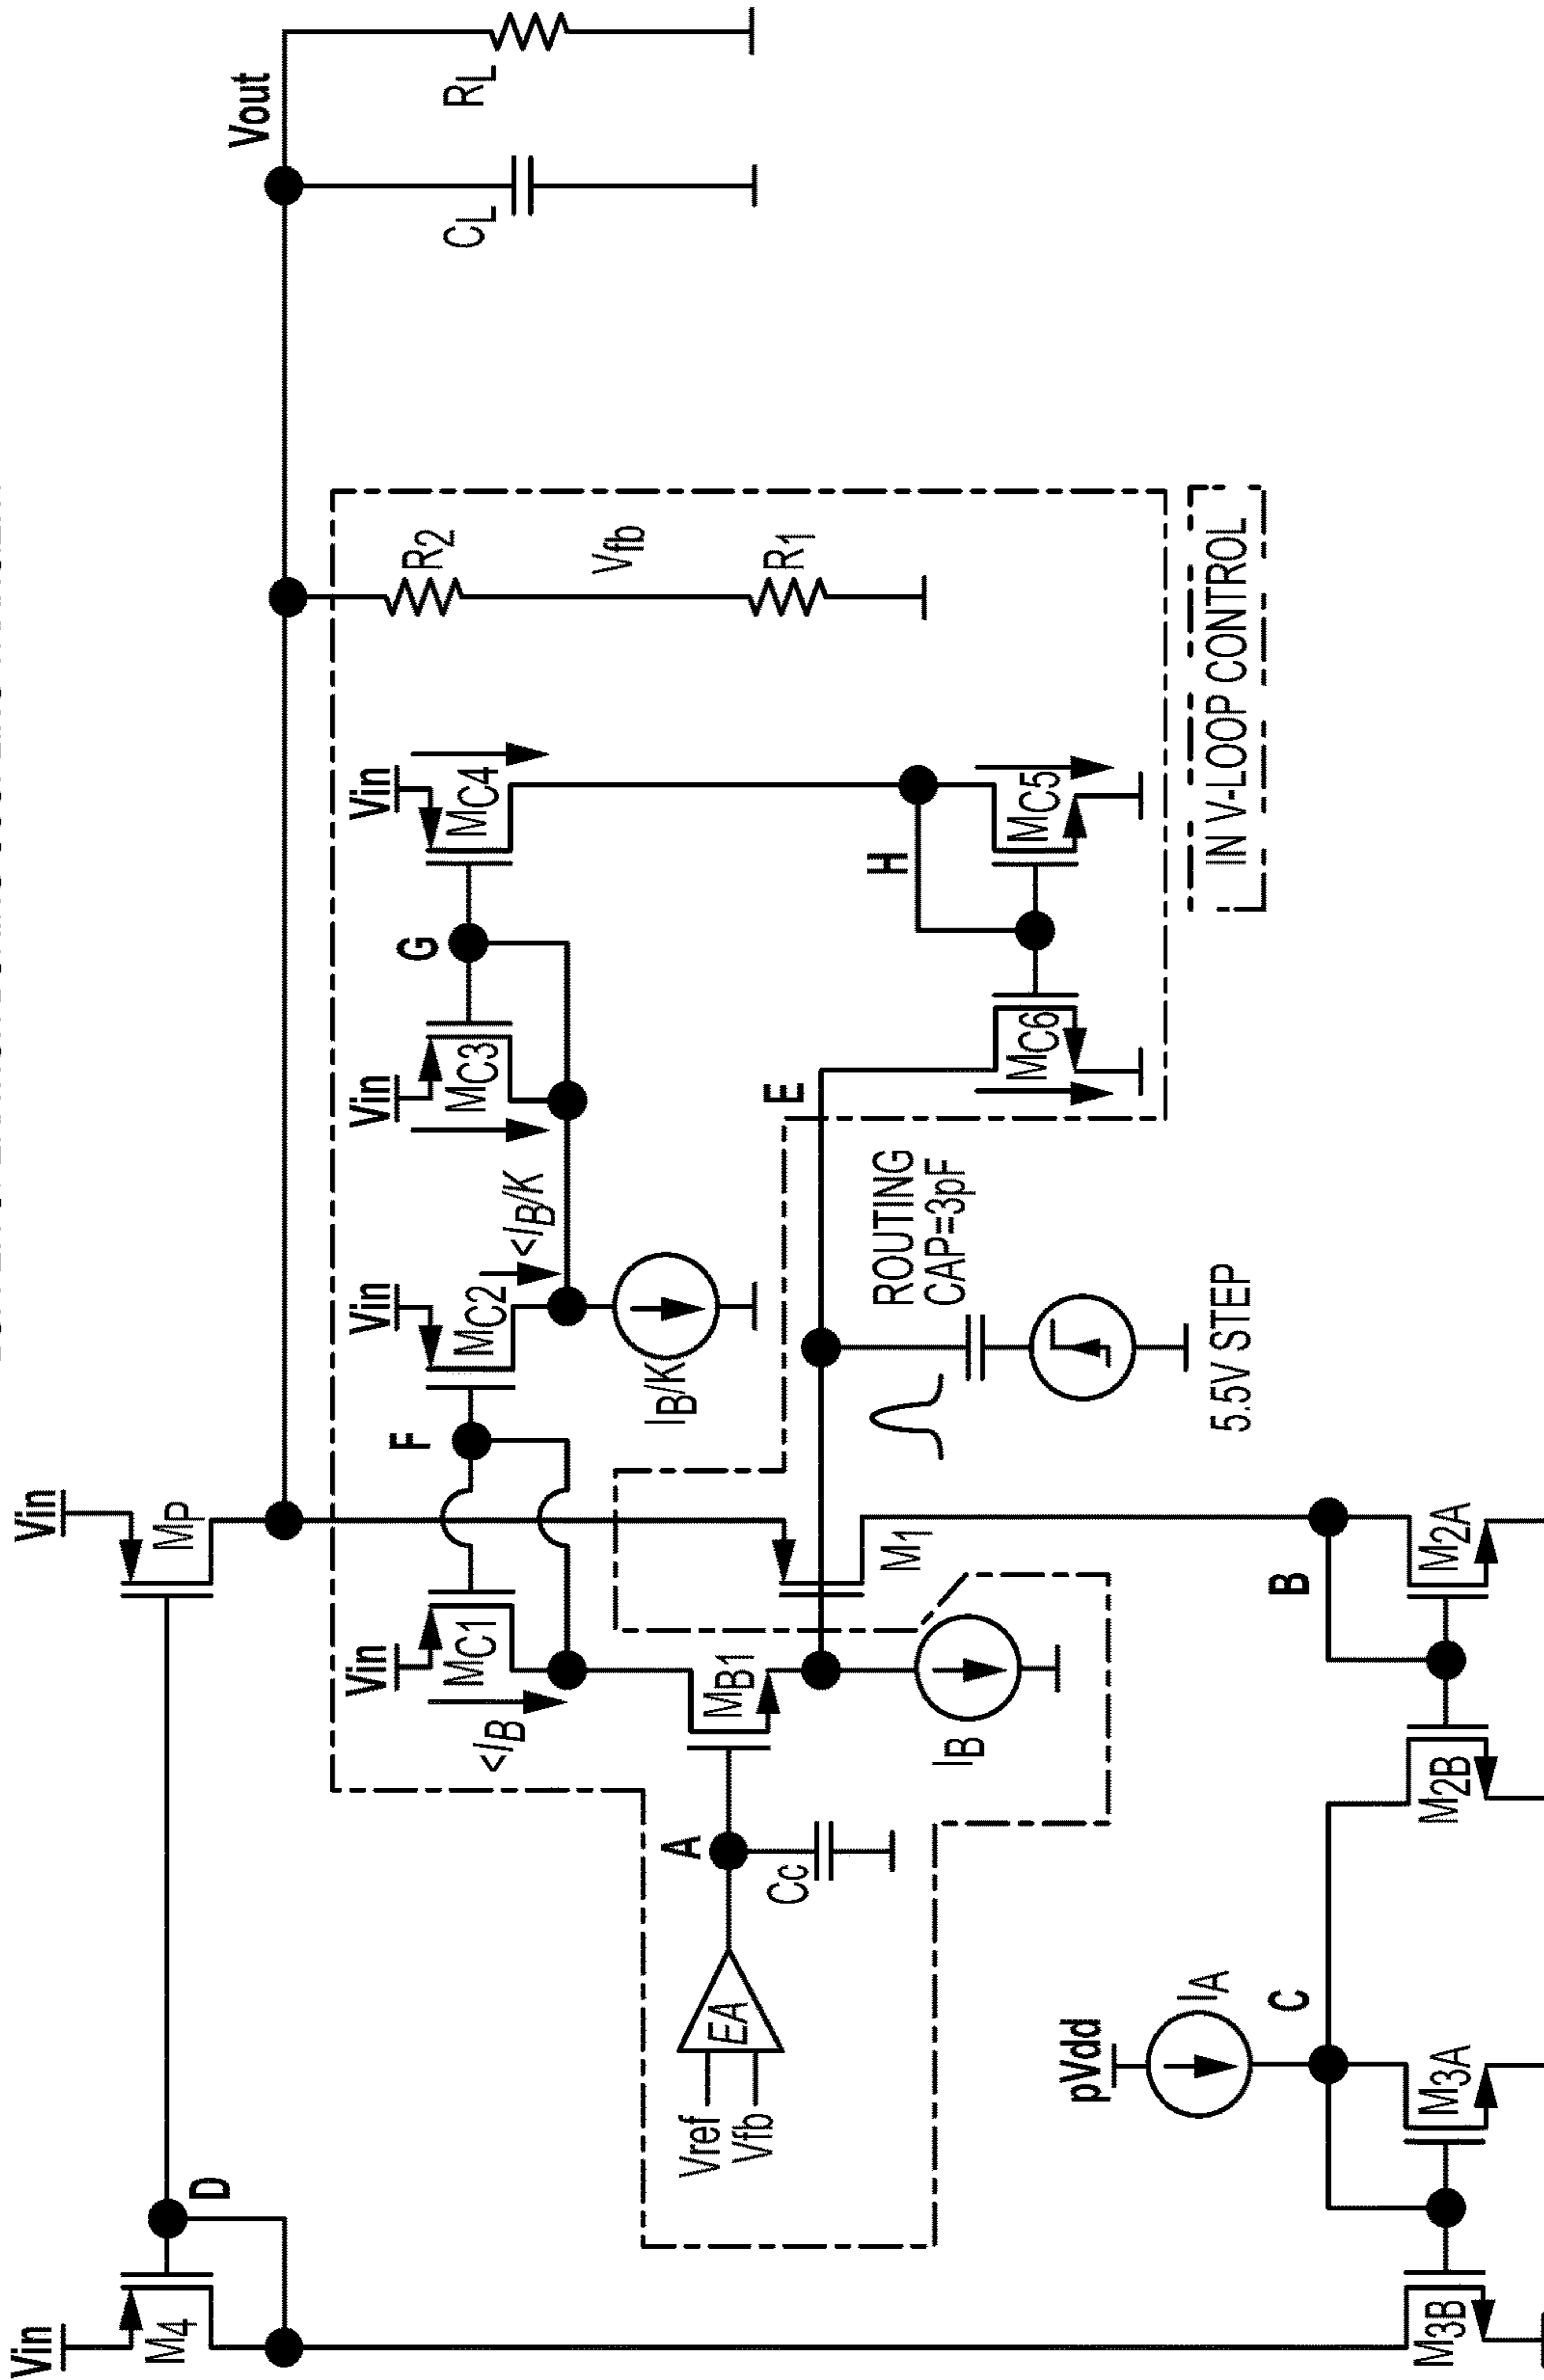 Vin
Vin
M4
MP
D
Vout
Vin
Vin
Vin
Vin
F
G
MC1
MC2
MC3
MC4
R2
CL
RL
<IB
<IB/K
Vfb
IB/K
Vref
Vfb
EA
A
MB1
Cc
E
R1
H
ROUTING
CAP=3pF
M1
IB
MC6
MC5
pVdd
IA
5.5V STEP
IN V-LOOP CONTROL
C
B
M3B
M3A
M2B
M2A